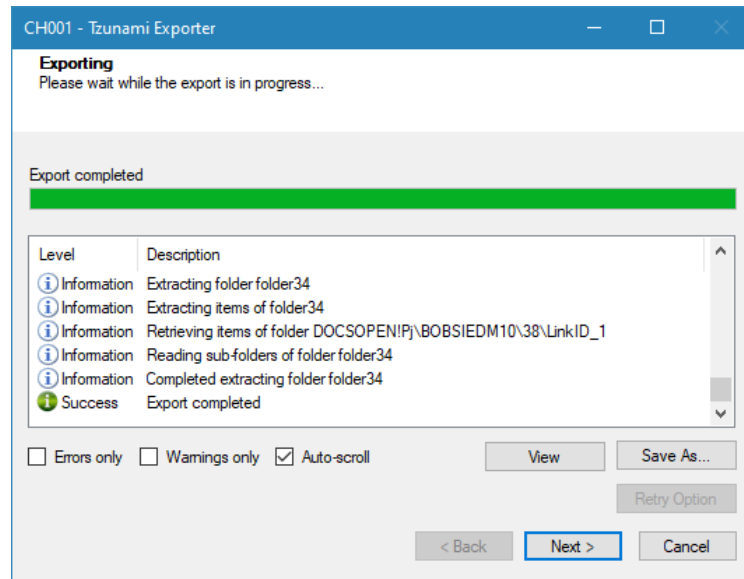 CH001 - Tzunami Exporter
Exporting
Please wait while the export is in progress...
Export completed
Level Description
Information Extracting folder folder34
Information Extracting items of folder34
Information Retrieving items of folder DOCSOPEN!Pj\BOBSIEDM10\38\LinkID_1
Information Reading sub-folders of folder folder34
Information Completed extracting folder folder34
Success Export completed
Errors only Warnings only Auto-scroll View Save As...
Retry Option
< Back Next > Cancel